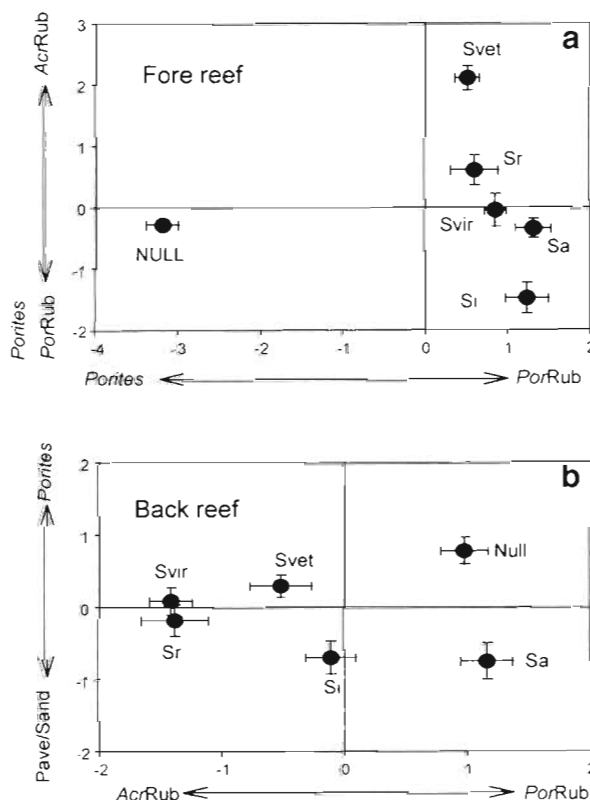 a
Fore reef
AcrRub
Porites
PorRub
3
2
1
0
-1
-2
Svet
Sr
Svir
Sa
Si
NULL
-4
-3
-2
-1
0
1
2
Porites
PorRub
b
Back reef
Porites
Pave/Sand
2
1
0
-1
-2
Svir
Svet
Null
Sr
Si
Sa
-2
-1
0
1
2
AcrRub
PorRub